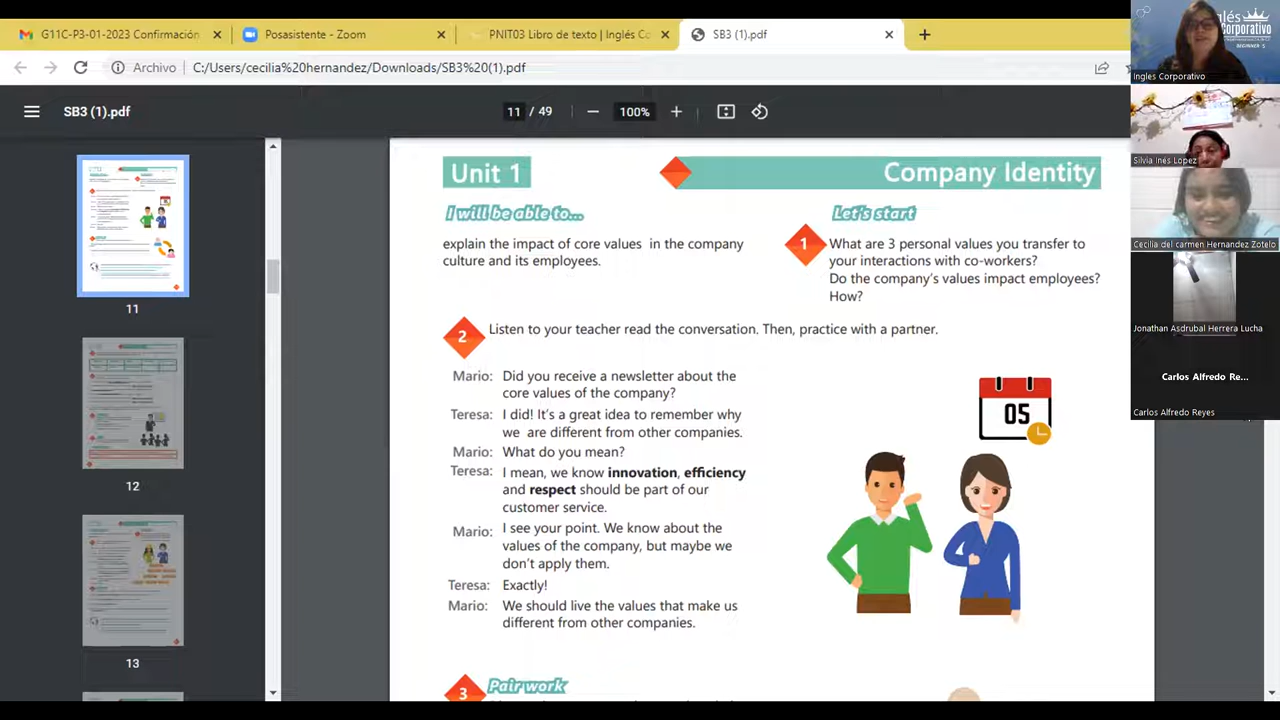 G11C-P3-01-2023 Confirmación
Posasistente - Zoom
PNIT03 Libro de texto | Inglés C
SB3 (1).pdf
Archivo
C:/Users/cecilia%20hernandez/Downloads/SB3%20(1).pdf
SB3 (1).pdf
11 / 49
100%
11
12
13
Unit 1
Company Identity
I will be able to...
explain the impact of core values in the company
culture and its employees.
Let's start
1
What are 3 personal values you transfer to
your interactions with co-workers?
Do the company's values impact employees?
How?
2
Listen to your teacher read the conversation. Then, practice with a partner.
Mario: Did you receive a newsletter about the
core values of the company?
Teresa: I did! It's a great idea to remember why
we are different from other companies.
Mario: What do you mean?
Teresa: I mean, we know innovation, efficiency
and respect should be part of our
customer service.
Mario: I see your point. We know about the
values of the company, but maybe we
don't apply them.
Teresa: Exactly!
Mario: We should live the values that make us
different from other companies.
05
3
Pair work
Inglés
Corporativo
BEGINNER 5
Ingles Corporativo
Silvia Inés Lopez
Cecilia del carmen Hernandez Zotelo
Jonathan Asdrubal Herrera Lucha
Carlos Alfredo Re...
Carlos Alfredo Reyes